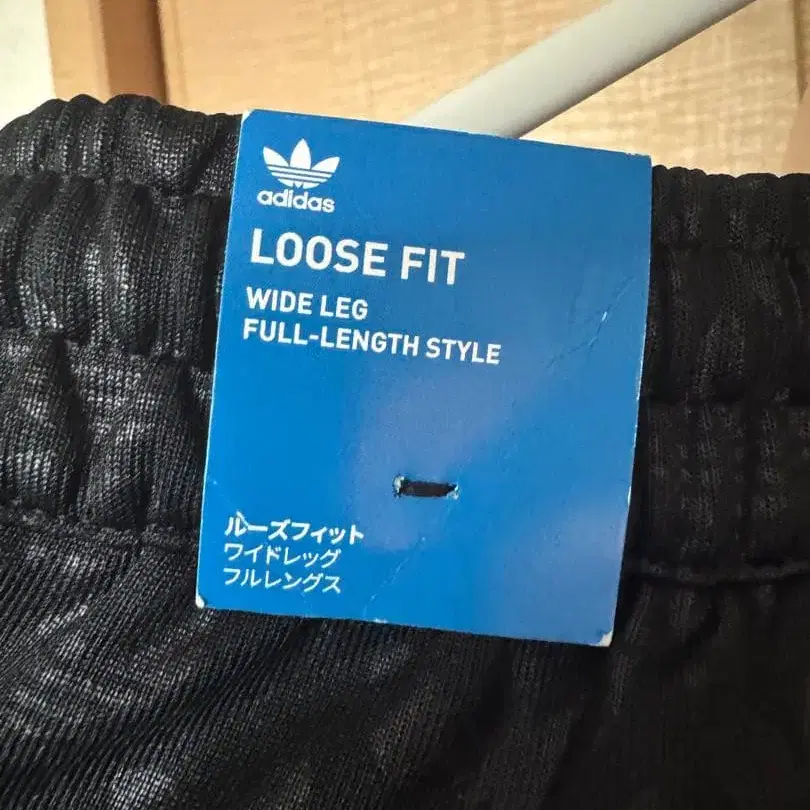 adidas
LOOSE FIT
WIDE LEG
FULL-LENGTH STYLE
ルーズフィット
ワイドレッグ
フルレングス